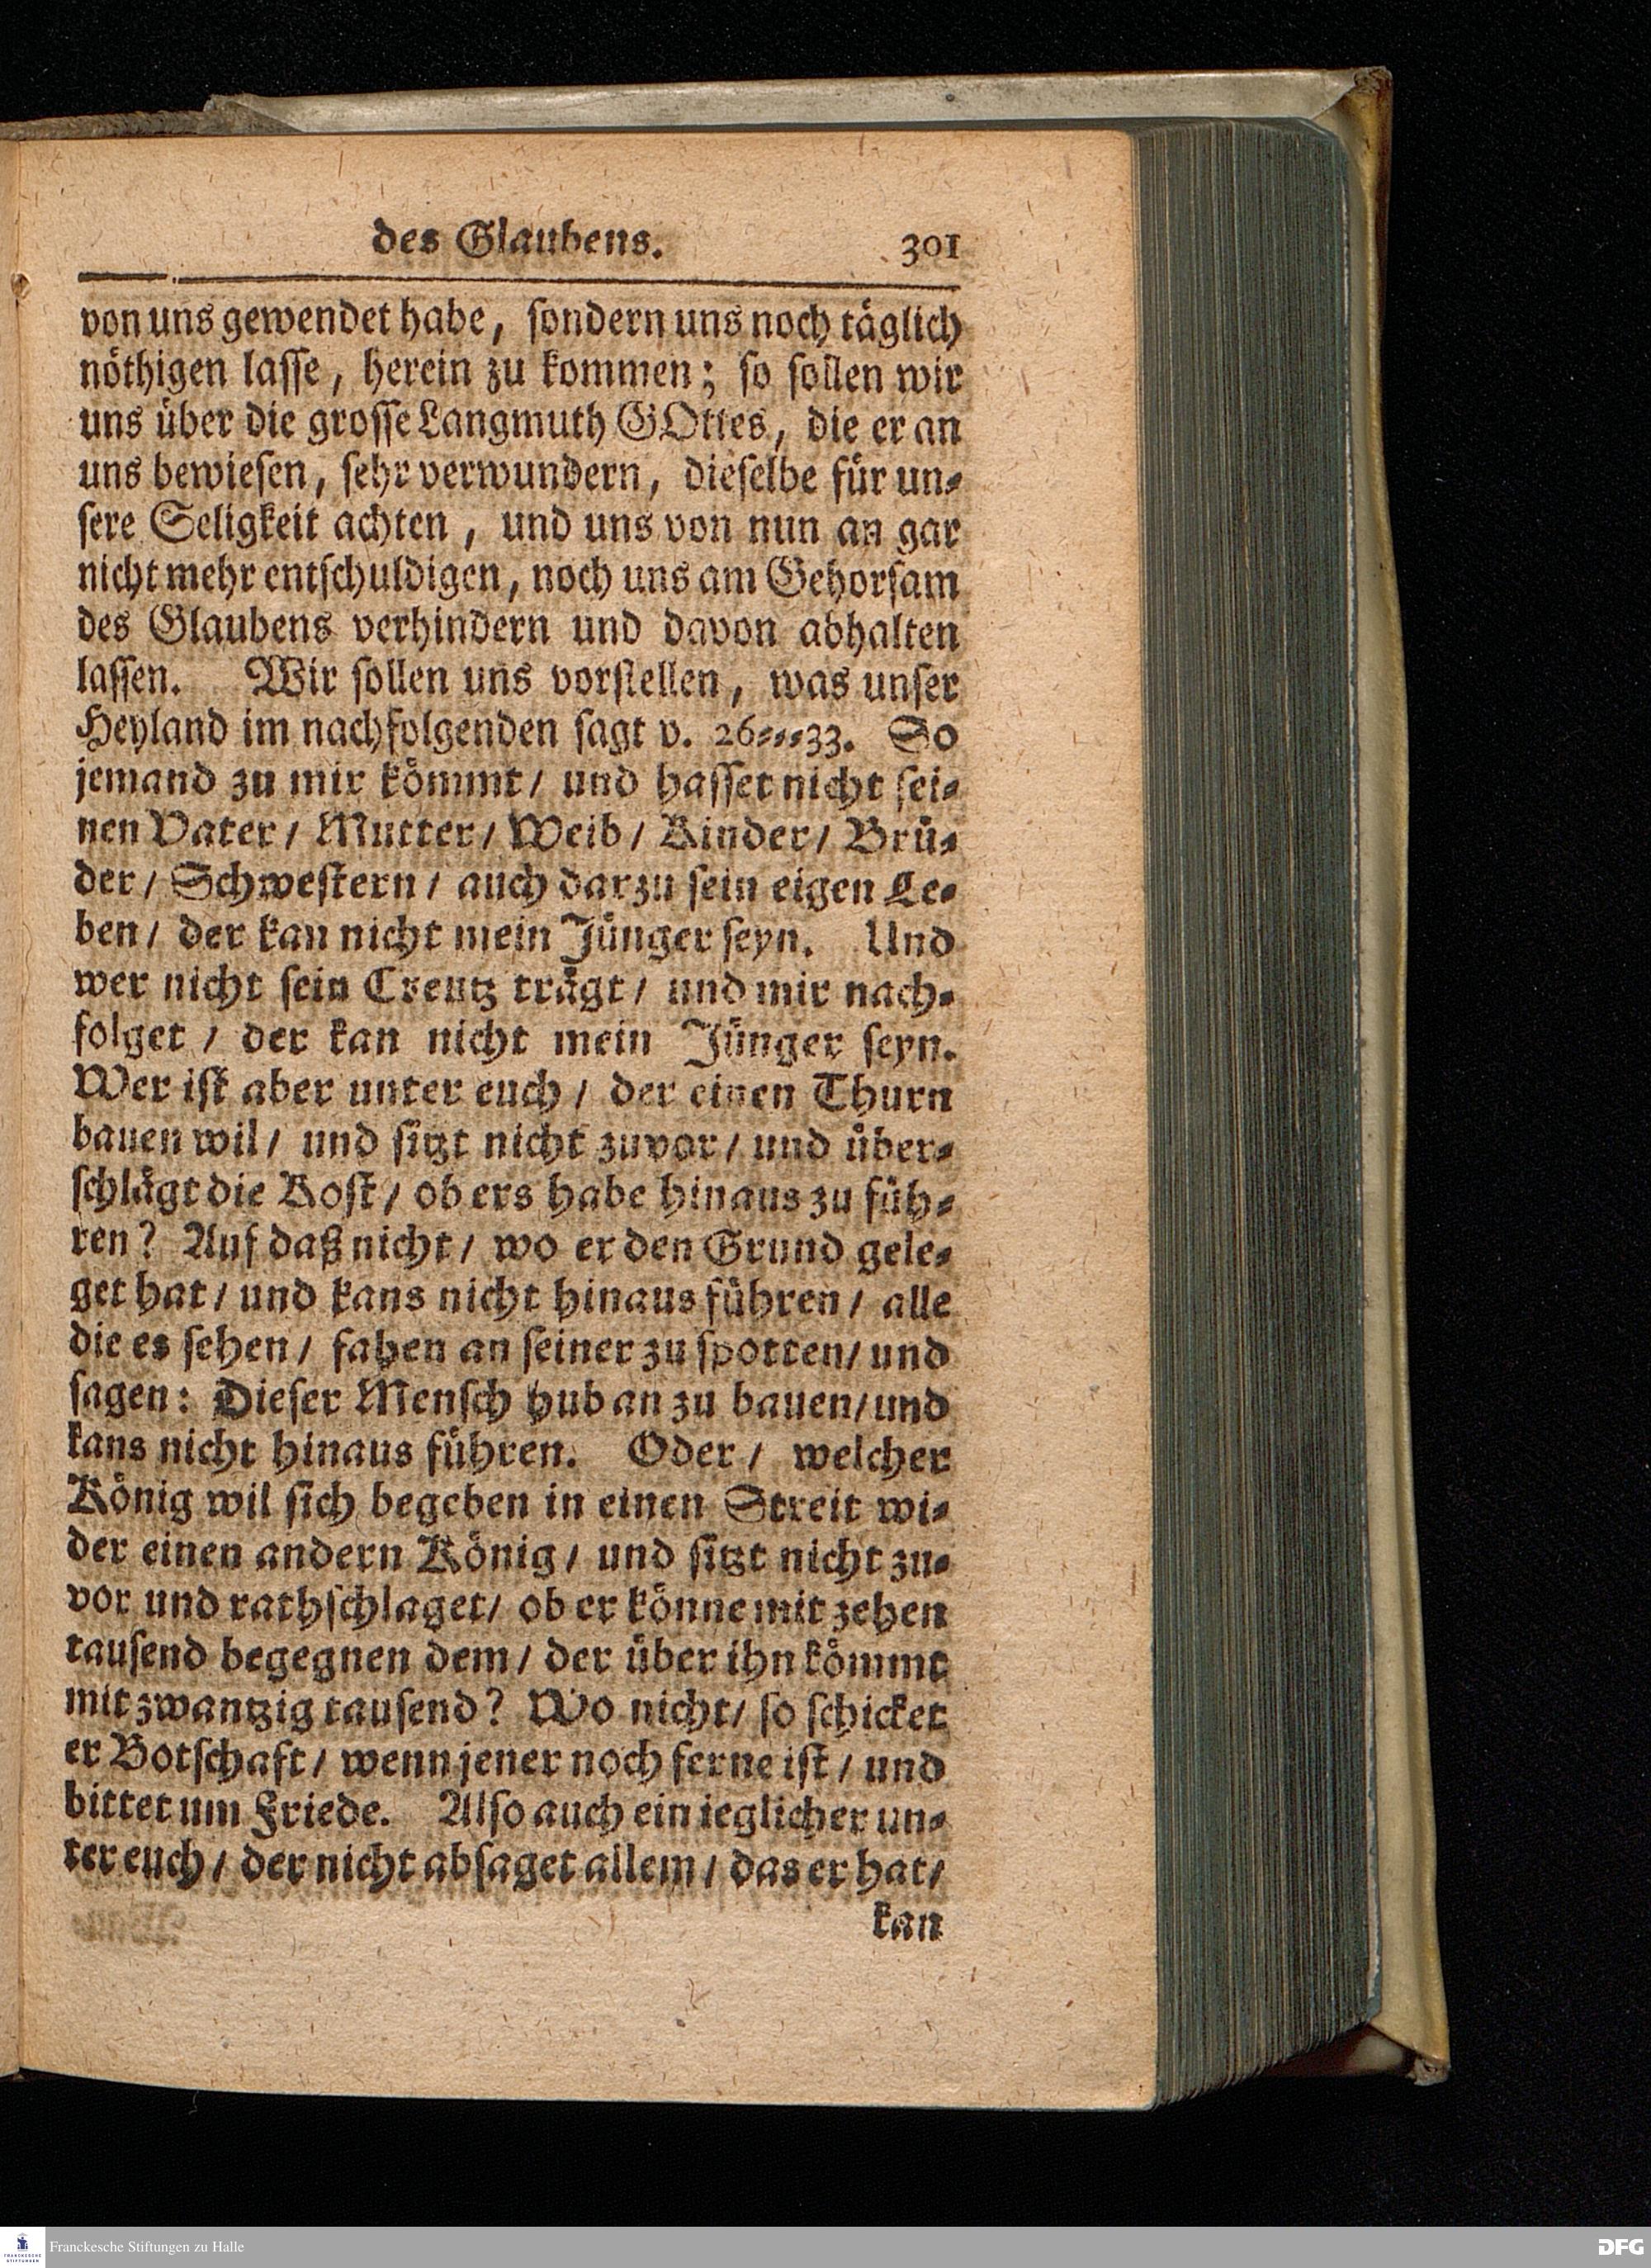 des Glaubens. 301
von uns gewendet habe, sondern uns noch täglich
nöthigen lasse, herein zu kommen; so sollen wir
uns über die grosse Langmuth GOttes, die er an
uns bewiesen, sehr verwundern, dieselbe für un-
sere Seligkeit achten, und uns von nun an gar
nicht mehr entschuldigen, noch uns am Gehorsam
des Glaubens verhindern und davon abhalten
lassen. Wir sollen uns vorstellen, was unser
Heyland im nachfolgenden sagt v. 26---33. So
jemand zu mir kömmt/ und hasset nicht sei-
nen Vater/ Mutter/ Weib/ Kinder/ Brü-
der/ Schwestern/ auch darzu sein eigen Le-
ben/ der kan nicht mein Jünger seyn. Und
wer nicht sein Creutz trägt/ und mir nach-
folget/ der kan nicht mein Jünger seyn.
Wer ist aber unter euch/ der einen Thurn
bauen wil/ und sitzt nicht zuvor/ und über-
schlägt die Kost/ ob ers habe hinaus zu füh-
ren? Auf daß nicht/ wo er den Grund gele-
get hat/ und kans nicht hinaus führen/ alle
die es sehen/ fahen an seiner zu spotten/ und
sagen: Dieser Mensch hub an zu bauen/ und
kans nicht hinaus führen. Oder/ welcher
König wil sich begeben in einen Streit wi-
der einen andern König/ und sitzt nicht zu-
vor und rathschlaget/ ob er könne mit zehen
tausend begegnen dem/ der über ihn kömmt
mit zwantzig tausend? Wo nicht/ so schicket
er Botschaft/ wenn jener noch ferne ist/ und
bittet um Friede. Also auch ein ieglicher un-
ter euch/ der nicht absaget allem/ das er hat/
kan
FRANCKESCHE STIFTUNGEN
Franckesche Stiftungen zu Halle
DFG